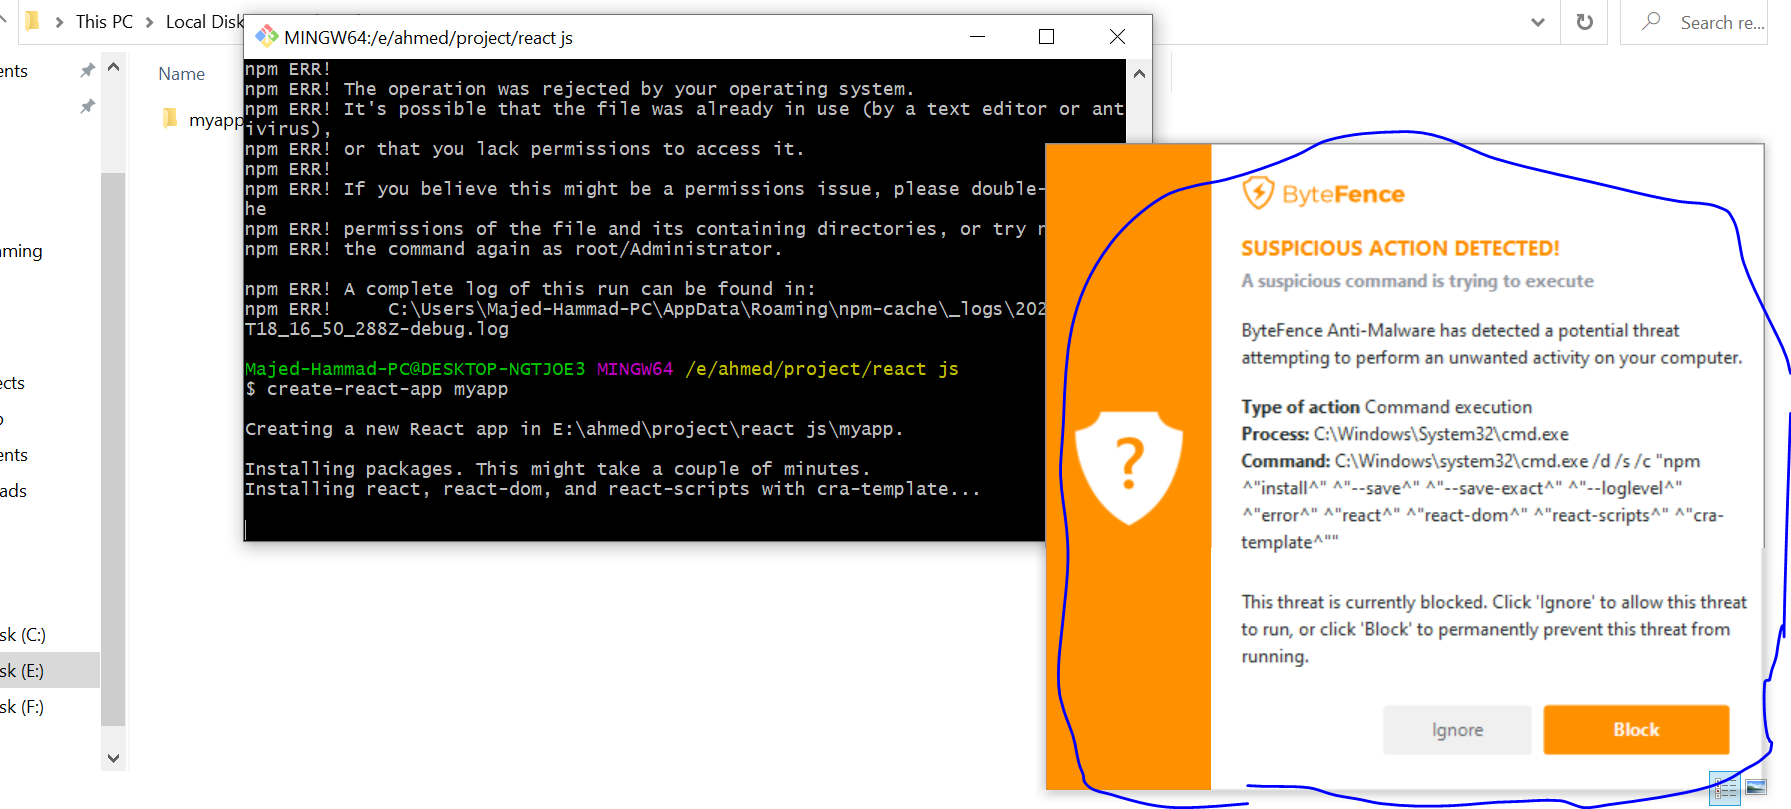 This PC
Local Disk
Search re...
ents
Name
myapp
ming
ects
ents
ads
sk (C:)
sk (E:)
sk (F:)
MINGW64:/e/ahmed/project/react js
npm ERR!
npm ERR! The operation was rejected by your operating system.
npm ERR! It's possible that the file was already in use (by a text editor or ant
ivirus),
npm ERR! or that you lack permissions to access it.
npm ERR!
npm ERR! If you believe this might be a permissions issue, please double-
he
npm ERR! permissions of the file and its containing directories, or try r
npm ERR! the command again as root/Administrator.
npm ERR! A complete log of this run can be found in:
npm ERR!     C:\Users\Majed-Hammad-PC\AppData\Roaming\npm-cache\_logs\202
T18_16_50_288Z-debug.log
Majed-Hammad-PC@DESKTOP-NGTJOE3 MINGW64 /e/ahmed/project/react js
$ create-react-app myapp
Creating a new React app in E:\ahmed\project\react js\myapp.
Installing packages. This might take a couple of minutes.
Installing react, react-dom, and react-scripts with cra-template...
ByteFence
SUSPICIOUS ACTION DETECTED!
A suspicious command is trying to execute
ByteFence Anti-Malware has detected a potential threat
attempting to perform an unwanted activity on your computer.
Type of action Command execution
Process: C:\Windows\System32\cmd.exe
Command: C:\Windows\system32\cmd.exe /d /s /c "npm
^"install^" ^"--save^" ^"--save-exact^" ^"--loglevel^"
^"error^" ^"react^" ^"react-dom^" ^"react-scripts^" ^"cra-
template^""
?
This threat is currently blocked. Click 'Ignore' to allow this threat
to run, or click 'Block' to permanently prevent this threat from
running.
Ignore
Block